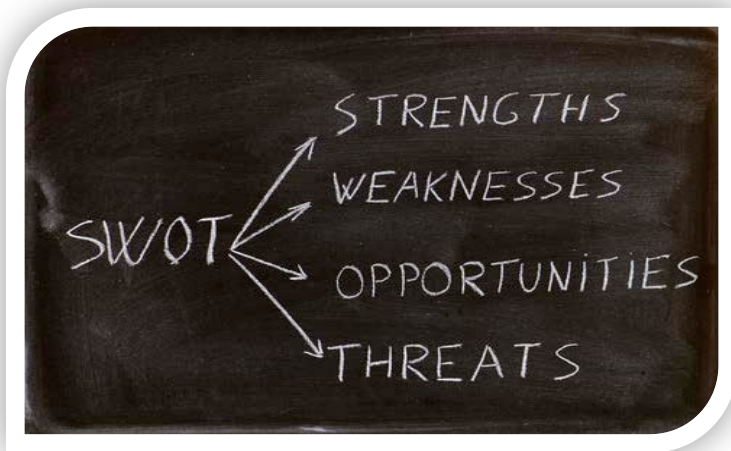 SWOT
STRENGTHS
WEAKNESSES
OPPORTUNITIES
THREATS